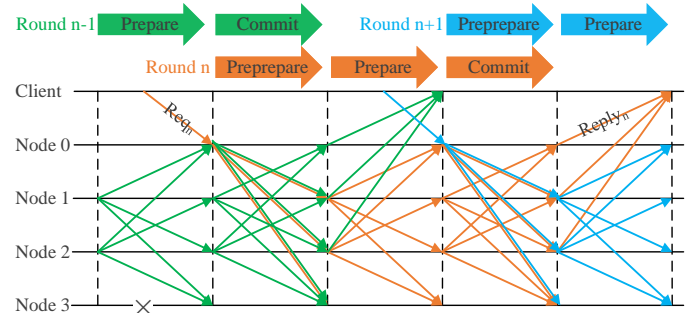 Round n-1 Prepare Commit Round n+1 Preprepare Prepare
Round n Preprepare Prepare Commit
Client
Req_n
Reply_n
Node 0
Node 1
Node 2
Node 3